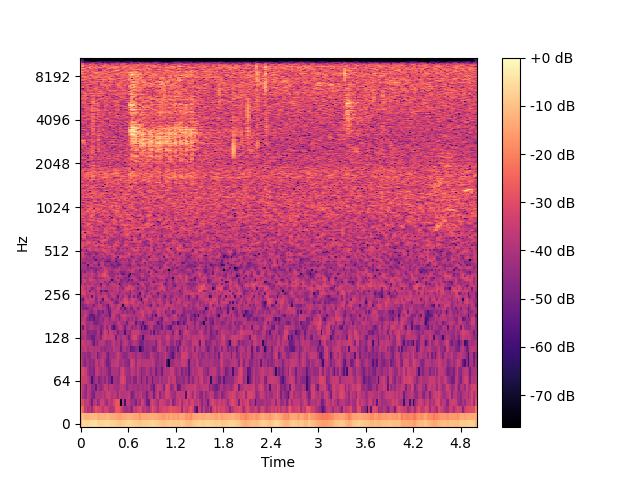 8192
4096
2048
1024
512
256
128
64
0
Hz
0 0.6 1.2 1.8 2.4 3 3.6 4.2 4.8
Time
+0 dB
-10 dB
-20 dB
-30 dB
-40 dB
-50 dB
-60 dB
-70 dB